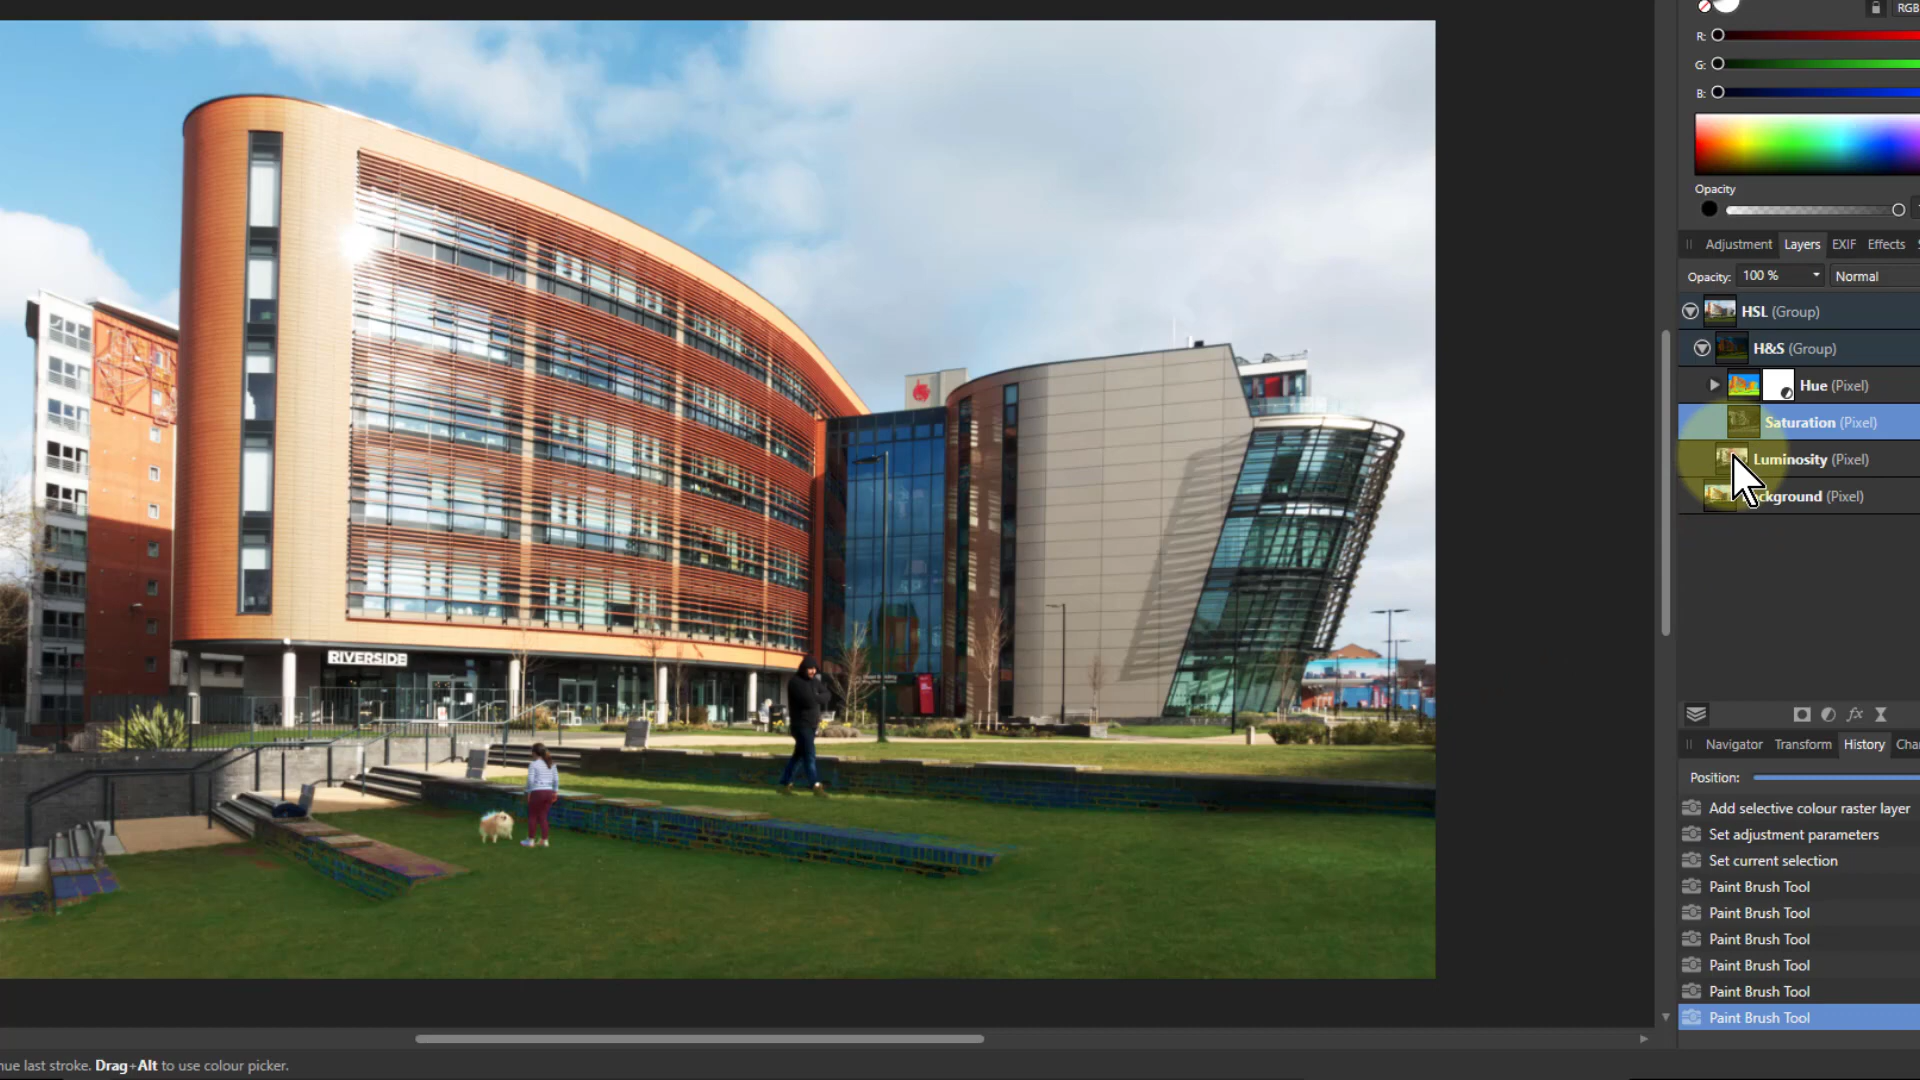 RGB
R:
G:
B:
Opacity
Adjustment Layers EXIF Effects
Opacity: 100 % Normal
HSL (Group)
H&S (Group)
Hue (Pixel)
Saturation (Pixel)
Luminosity (Pixel)
ckground (Pixel)
fx
Navigator Transform History Cha
Position:
Add selective colour raster layer
Set adjustment parameters
Set current selection
Paint Brush Tool
Paint Brush Tool
Paint Brush Tool
Paint Brush Tool
Paint Brush Tool
Paint Brush Tool
RIVERSIDE
nue last stroke. Drag+Alt to use colour picker.